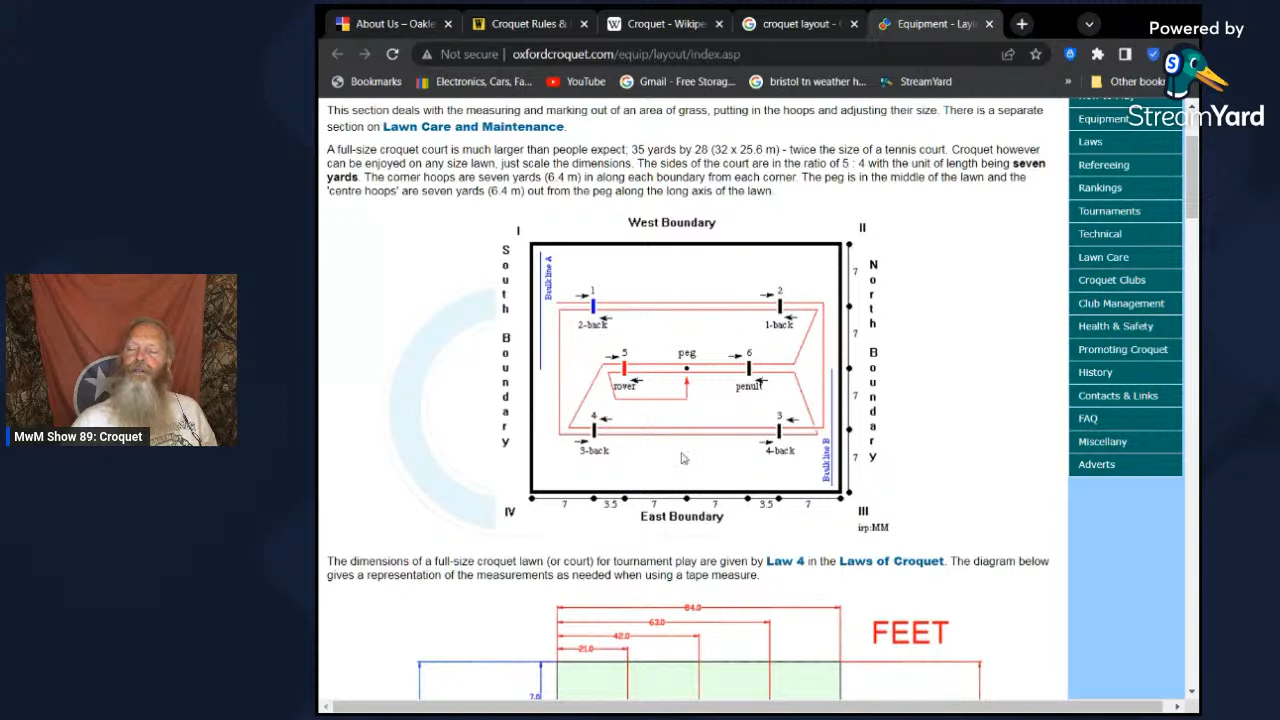 About Us – Oakle
Croquet Rules &
Croquet - Wikipe
croquet layout -
Equipment - Layi
Powered by
StreamYard
Not secure
oxfordcroquet.com/equip/layout/index.asp
Bookmarks
Electronics, Cars, Fa...
YouTube
Gmail - Free Storag...
bristol tn weather h...
StreamYard
»
Other book
This section deals with the measuring and marking out of an area of grass, putting in the hoops and adjusting their size. There is a separate
section on Lawn Care and Maintenance.
A full-size croquet court is much larger than people expect; 35 yards by 28 (32 x 25.6 m) - twice the size of a tennis court. Croquet however
can be enjoyed on any size lawn, just scale the dimensions. The sides of the court are in the ratio of 5 : 4 with the unit of length being seven
yards. The corner hoops are seven yards (6.4 m) in along each boundary from each corner. The peg is in the middle of the lawn and the
'centre hoops' are seven yards (6.4 m) out from the peg along the long axis of the lawn.
Equipment
Laws
Refereeing
Rankings
Tournaments
Technical
Lawn Care
Croquet Clubs
Club Management
Health & Safety
Promoting Croquet
History
Contacts & Links
FAQ
Miscellany
Adverts
West Boundary
I
II
South Boundary
North Boundary
Baulk line A
Baulk line B
1
2
2-back
1-back
5
peg
6
rover
penult
4
3
3-back
4-back
7
7
7
7
7
3.5
7
7
3.5
7
IV
East Boundary
III
irp:MM
The dimensions of a full-size croquet lawn (or court) for tournament play are given by Law 4 in the Laws of Croquet. The diagram below
gives a representation of the measurements as needed when using a tape measure.
84.0
63.0
42.0
21.0
FEET
7.0
MwM Show 89: Croquet